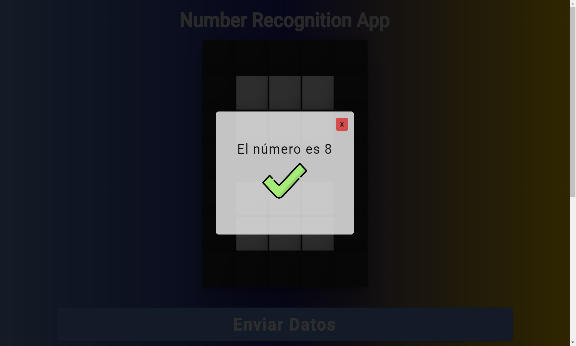 Number Recognition App
x
El número es 8
Enviar Datos